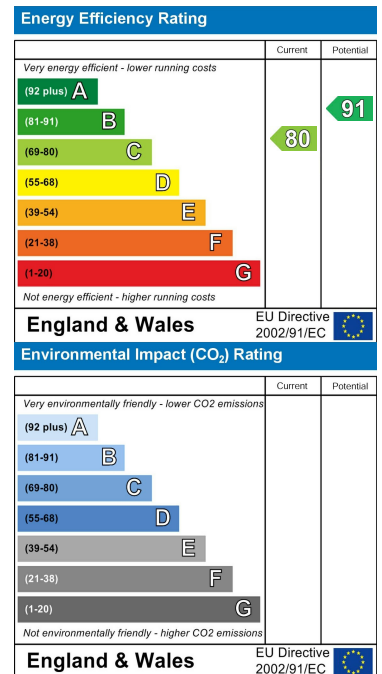 Energy Efficiency Rating
Current Potential
Very energy efficient - lower running costs
(92 plus) A
(81-91) B
(69-80) C
(55-68) D
(39-54) E
(21-38) F
(1-20) G
80
91
Not energy efficient - higher running costs
England & Wales
EU Directive
2002/91/EC
Environmental Impact (CO₂) Rating
Current Potential
Very environmentally friendly - lower CO2 emissions
(92 plus) A
(81-91) B
(69-80) C
(55-68) D
(39-54) E
(21-38) F
(1-20) G
Not environmentally friendly - higher CO2 emissions
England & Wales
EU Directive
2002/91/EC